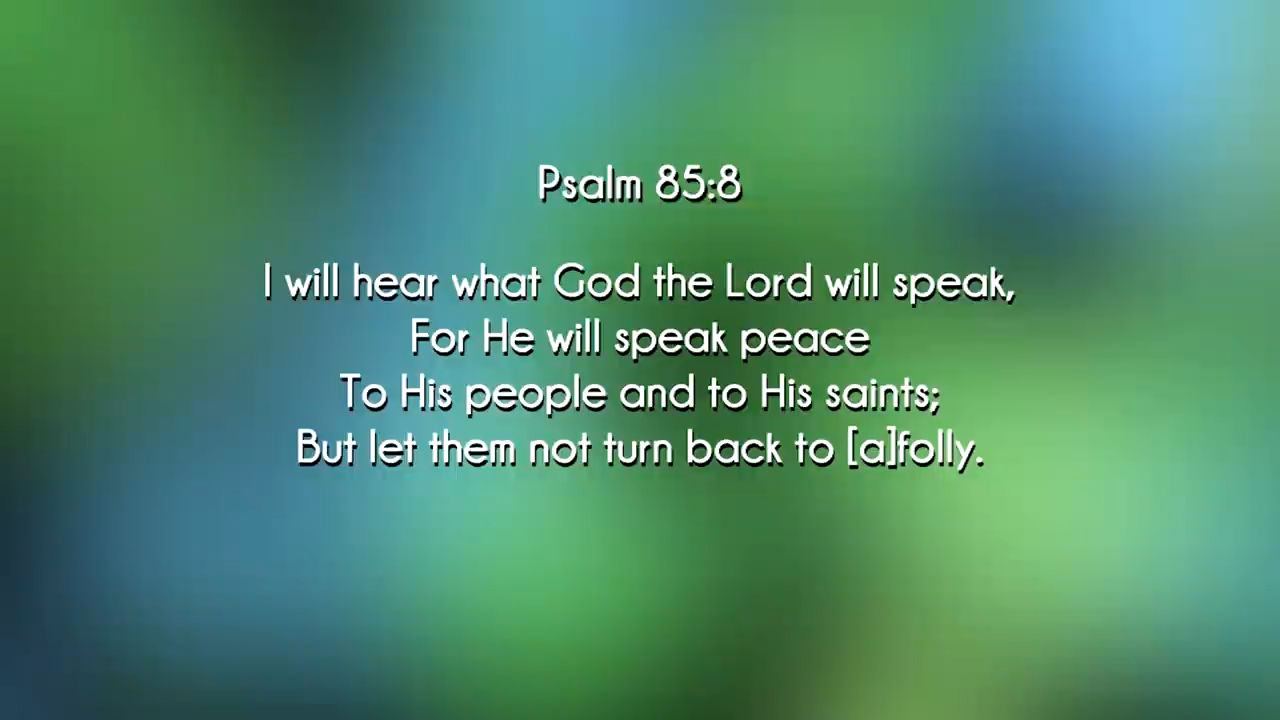 Psalm 85:8
I will hear what God the Lord will speak,
For He will speak peace
To His people and to His saints;
But let them not turn back to [a]folly.